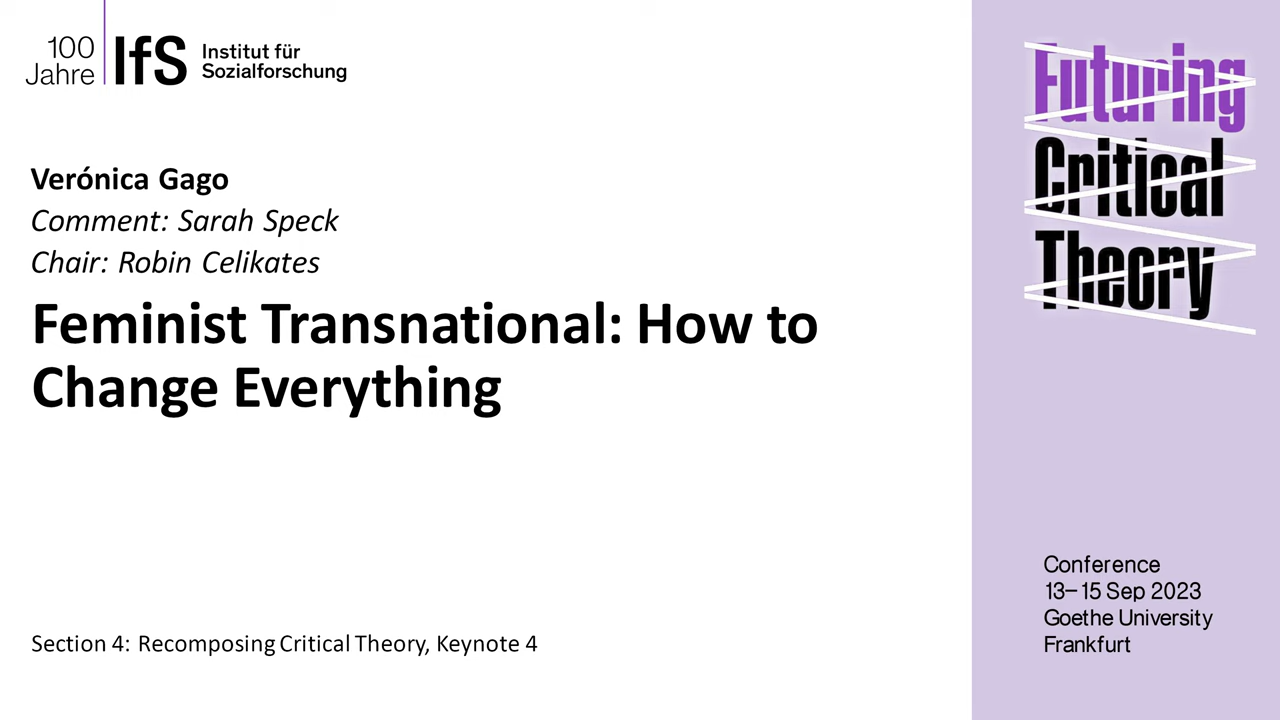 100
Jahre
IfS
Institut für
Sozialforschung
Verónica Gago
Comment: Sarah Speck
Chair: Robin Celikates
Feminist Transnational: How to
Change Everything
Section 4: Recomposing Critical Theory, Keynote 4
Futuring
Critical
Theory
Conference
13–15 Sep 2023
Goethe University
Frankfurt